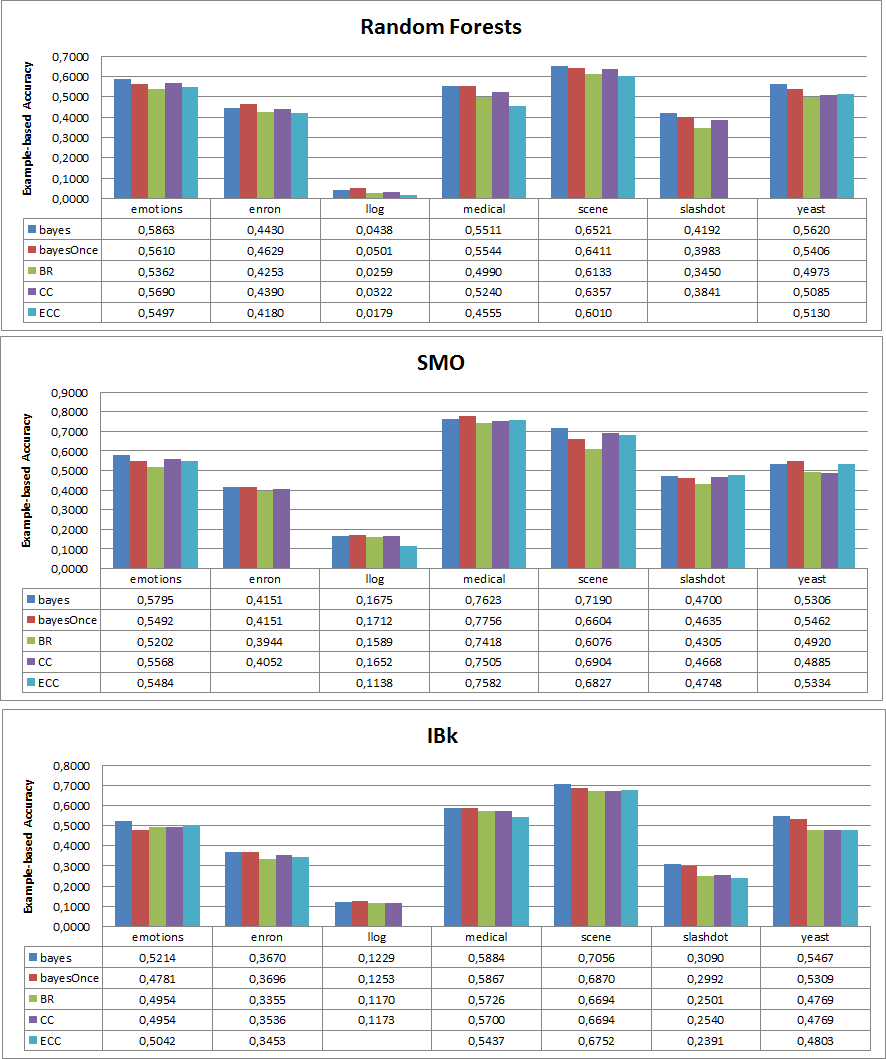 Random Forests
Example-based Accuracy
0,7000
0,6000
0,5000
0,4000
0,3000
0,2000
0,1000
0,0000
emotions enron llog medical scene slashdot yeast
bayes 0,5863 0,4430 0,0438 0,5511 0,6521 0,4192 0,5620
bayesOnce 0,5610 0,4629 0,0501 0,5544 0,6411 0,3983 0,5406
BR 0,5362 0,4253 0,0259 0,4990 0,6133 0,3450 0,4973
CC 0,5690 0,4390 0,0322 0,5240 0,6357 0,3841 0,5085
ECC 0,5497 0,4180 0,0179 0,4555 0,6010 0,5130
SMO
Example-based Accuracy
0,9000
0,8000
0,7000
0,6000
0,5000
0,4000
0,3000
0,2000
0,1000
0,0000
emotions enron llog medical scene slashdot yeast
bayes 0,5795 0,4151 0,1675 0,7623 0,7190 0,4700 0,5306
bayesOnce 0,5492 0,4151 0,1712 0,7756 0,6604 0,4635 0,5462
BR 0,5202 0,3944 0,1589 0,7418 0,6076 0,4305 0,4920
CC 0,5568 0,4052 0,1652 0,7505 0,6904 0,4668 0,4885
ECC 0,5484 0,1138 0,7582 0,6827 0,4748 0,5334
IBk
Example-based Accuracy
0,8000
0,7000
0,6000
0,5000
0,4000
0,3000
0,2000
0,1000
0,0000
emotions enron llog medical scene slashdot yeast
bayes 0,5214 0,3670 0,1229 0,5884 0,7056 0,3090 0,5467
bayesOnce 0,4781 0,3696 0,1253 0,5867 0,6870 0,2992 0,5309
BR 0,4954 0,3355 0,1170 0,5726 0,6694 0,2501 0,4769
CC 0,4954 0,3536 0,1173 0,5700 0,6694 0,2540 0,4769
ECC 0,5042 0,3453 0,5437 0,6752 0,2391 0,4803